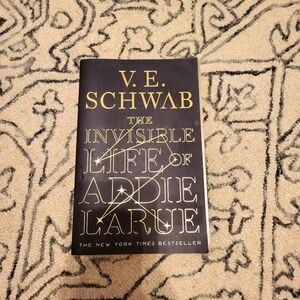 V. E.
SCHWAB
THE
INVISIBLE
LIFE OF
ADDIE
LARUE
THE NEW YORK TIMES BESTSELLER